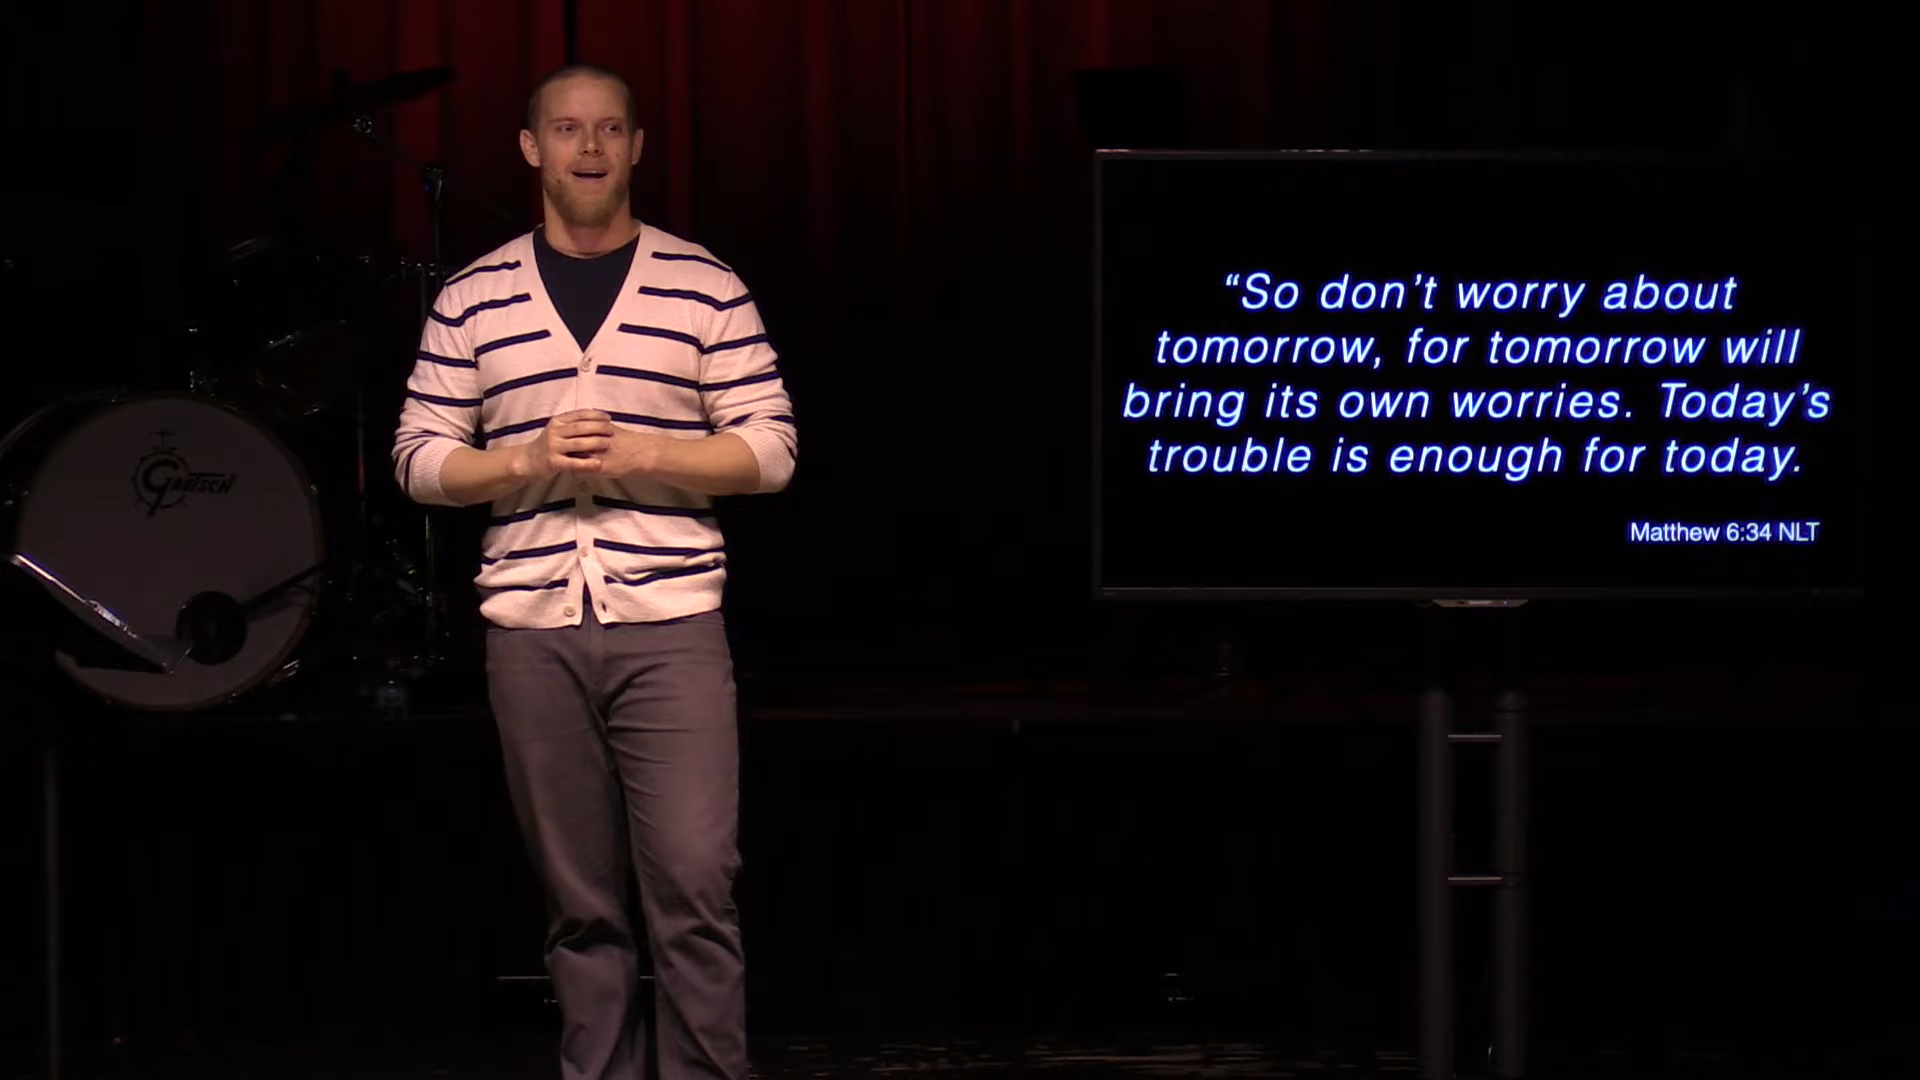 GRETSCH
“So don’t worry about
tomorrow, for tomorrow will
bring its own worries. Today’s
trouble is enough for today.
Matthew 6:34 NLT